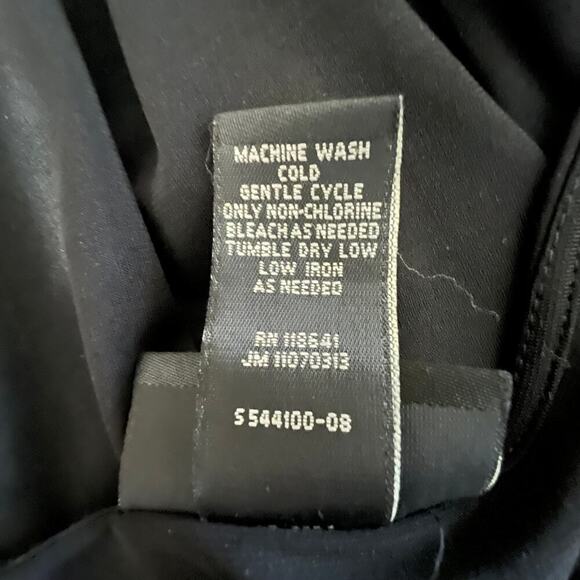 MACHINE WASH
COLD
GENTLE CYCLE
ONLY NON-CHLORINE
BLEACH AS NEEDED
TUMBLE DRY LOW
LOW IRON
AS NEEDED
RN 118641
JM 11070313
S 544100-08